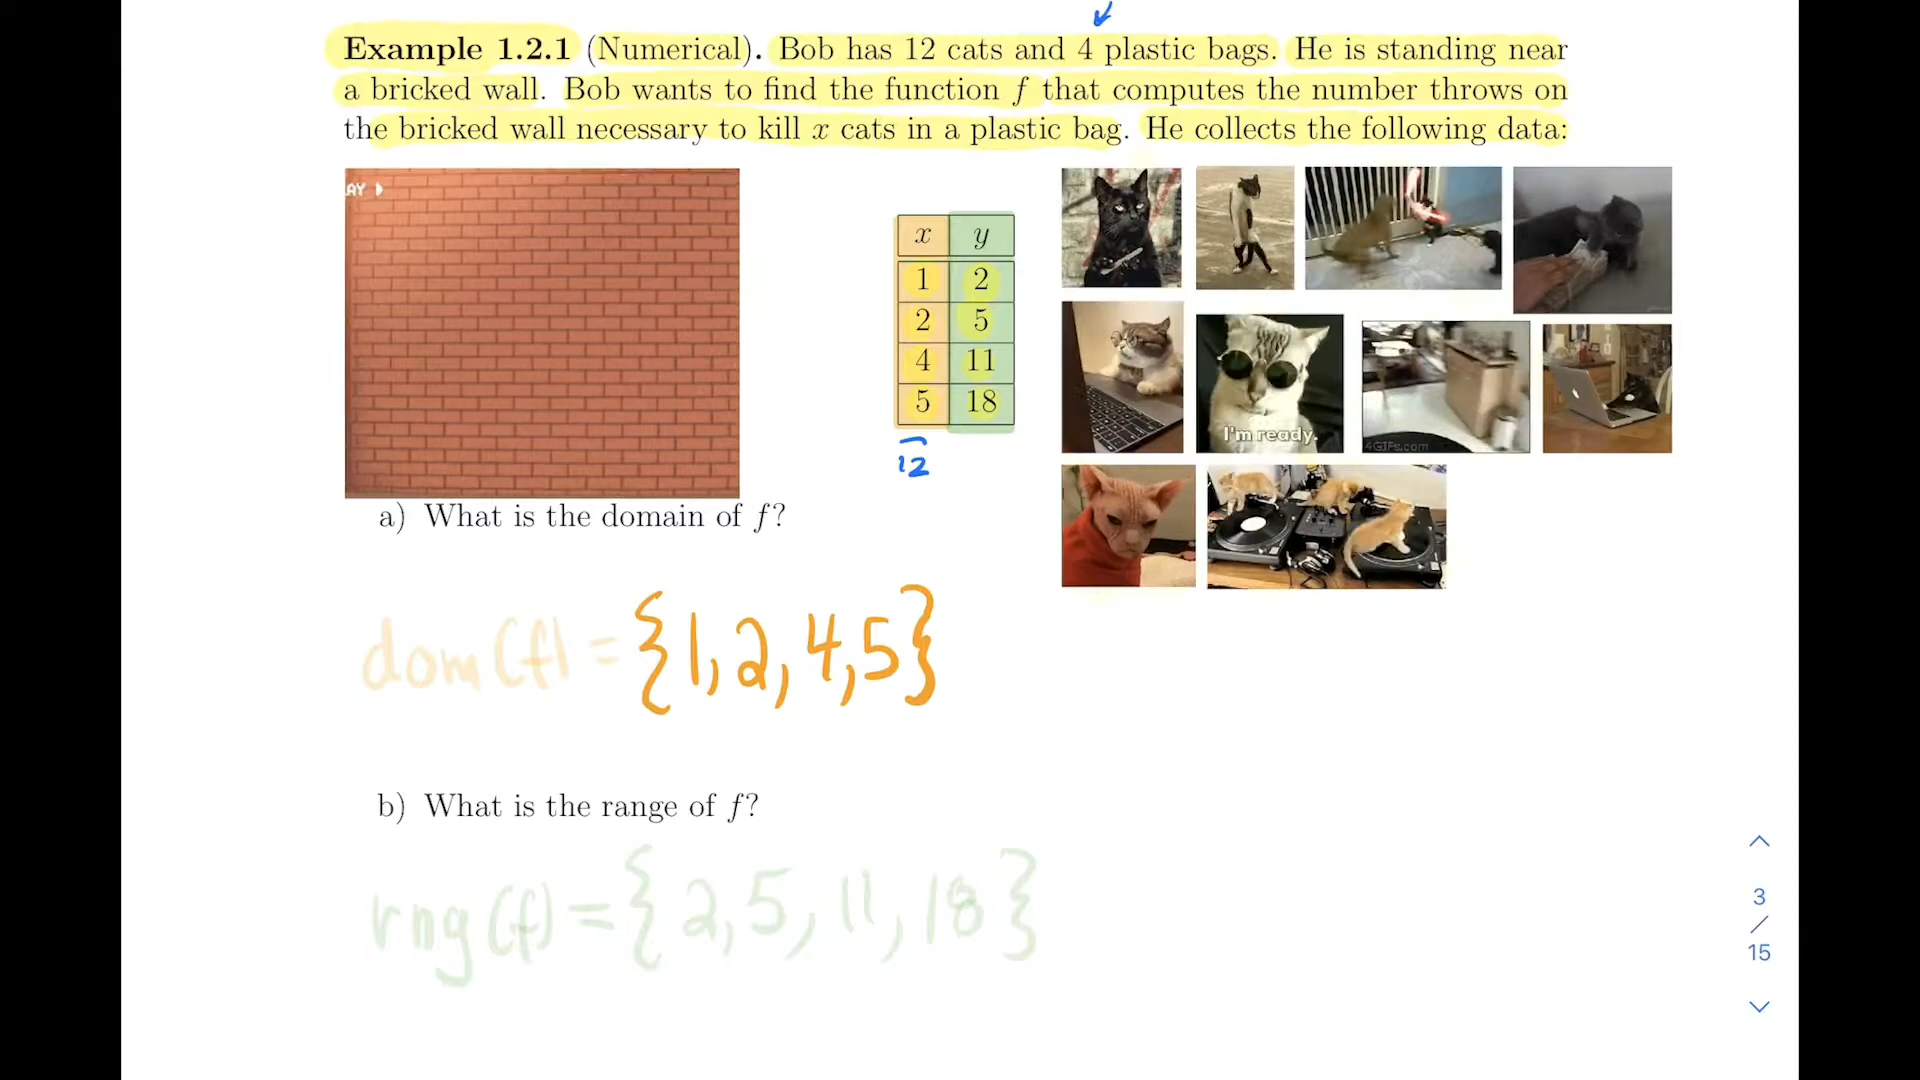 Example 1.2.1 (Numerical). Bob has 12 cats and 4 plastic bags. He is standing near
a bricked wall. Bob wants to find the function f that computes the number throws on
the bricked wall necessary to kill x cats in a plastic bag. He collects the following data:
AY
x y
1 2
2 5
4 11
5 18
12
I'm ready.
4GIFs.com
a) What is the domain of f?
dom(f) = {1, 2, 4, 5}
b) What is the range of f?
rng(f) = {2, 5, 11, 18}
3
/
15